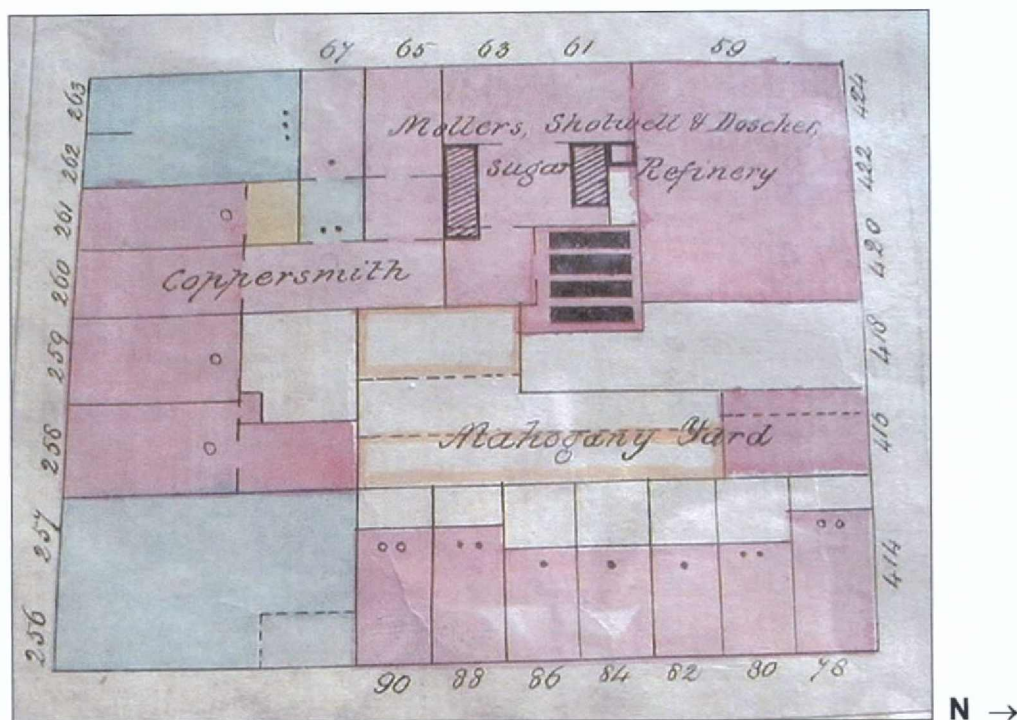 67 65 63 61 59
263
262
261
260
259
258
257
256
424
422
420
418
416
414
Mollers, Shotwell & Doscher,
sugar Refinery
Coppersmith
Mahogany Yard
90 88 86 84 82 80 78
N →